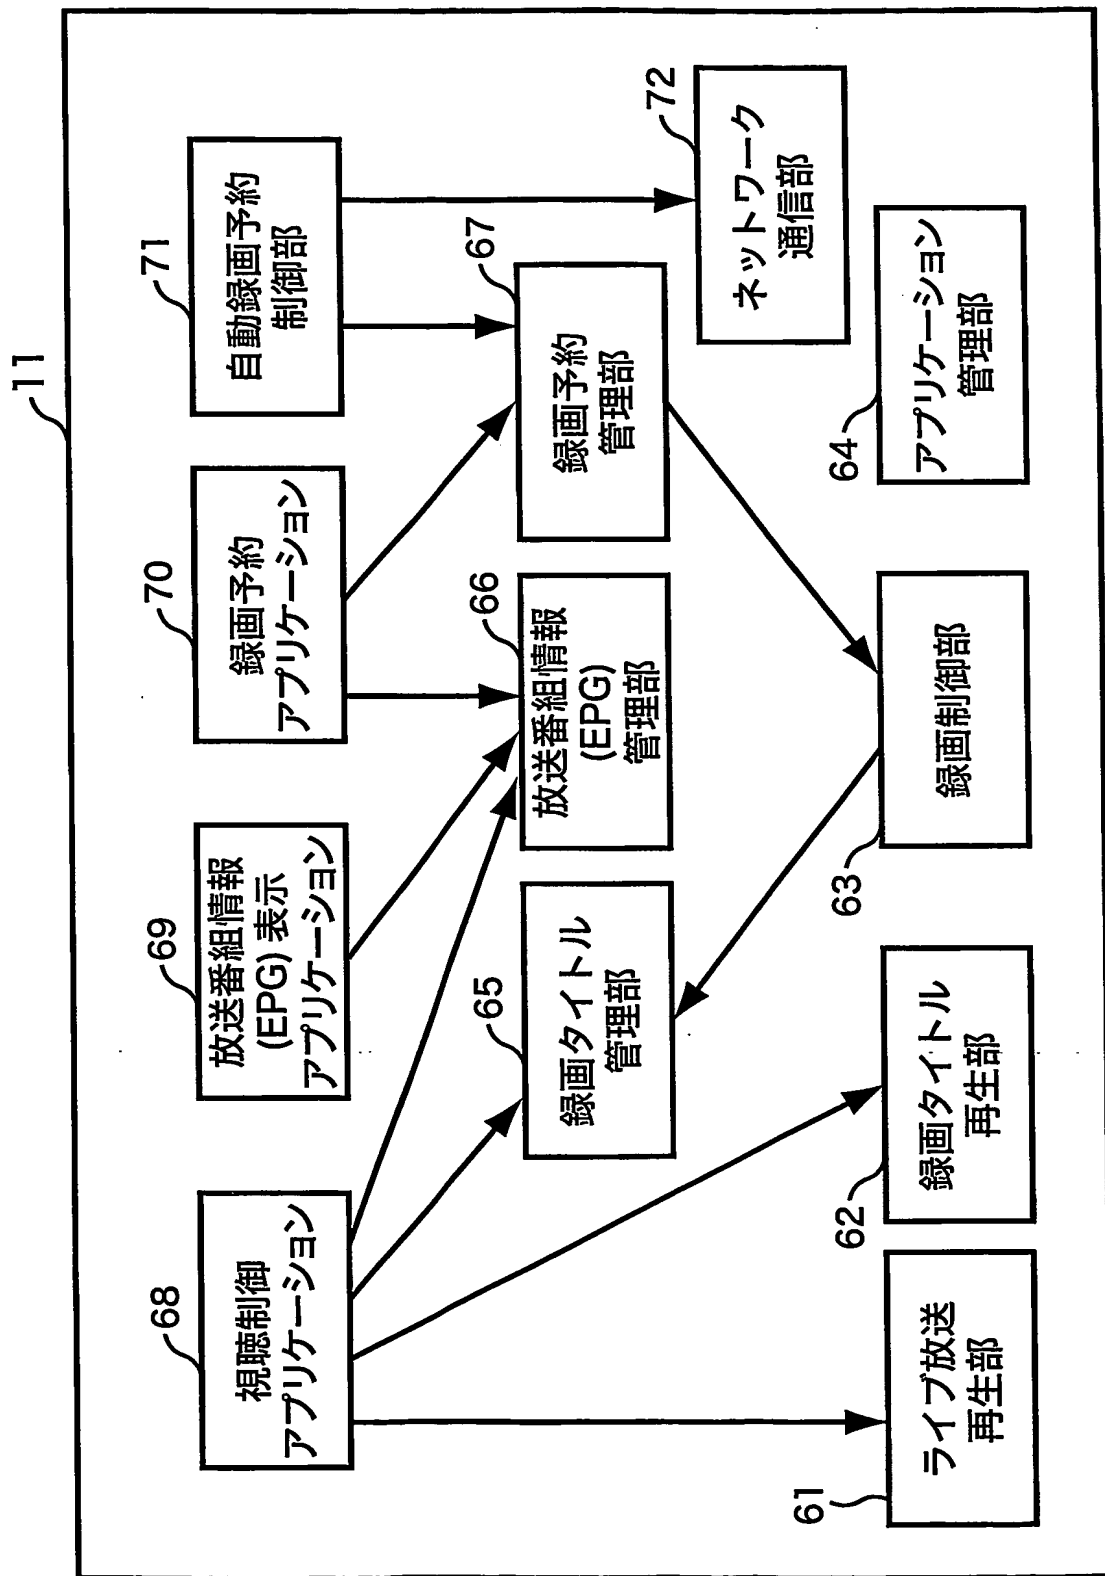 11
68
視聴制御
アプリケーション
69
放送番組情報
(EPG) 表示
アプリケーション
70
録画予約
アプリケーション
71
自動録画予約
制御部
65
録画タイトル
管理部
66
放送番組情報
(EPG)
管理部
67
録画予約
管理部
72
ネットワーク
通信部
61
ライブ放送
再生部
62
録画タイトル
再生部
63
録画制御部
64
アプリケーション
管理部